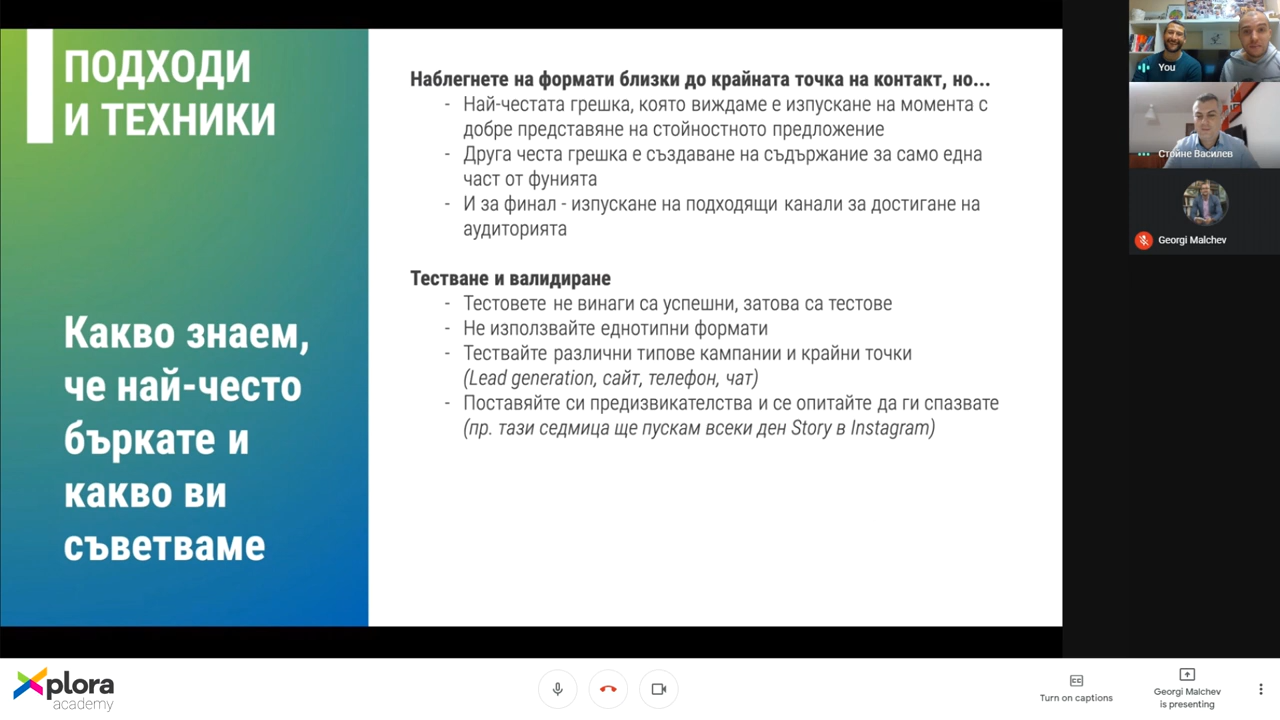 ПОДХОДИ
И ТЕХНИКИ
Какво знаем,
че най-често
бъркате и
какво ви
съветваме
Наблегнете на формати близки до крайната точка на контакт, но...
- Най-честата грешка, която виждаме е изпускане на момента с
добре представяне на стойностното предложение
- Друга честа грешка е създаване на съдържание за само една
част от фунията
- И за финал - изпускане на подходящи канали за достигане на
аудиторията
Тестване и валидиране
- Тестовете не винаги са успешни, затова са тестове
- Не използвайте еднотипни формати
- Тествайте различни типове кампании и крайни точки
(Lead generation, сайт, телефон, чат)
- Поставяйте си предизвикателства и се опитайте да ги спазвате
(пр. тази седмица ще пускам всеки ден Story в Instagram)
You
Стойне Василев
Georgi Malchev
Xplora
academy
Turn on captions
Georgi Malchev
is presenting